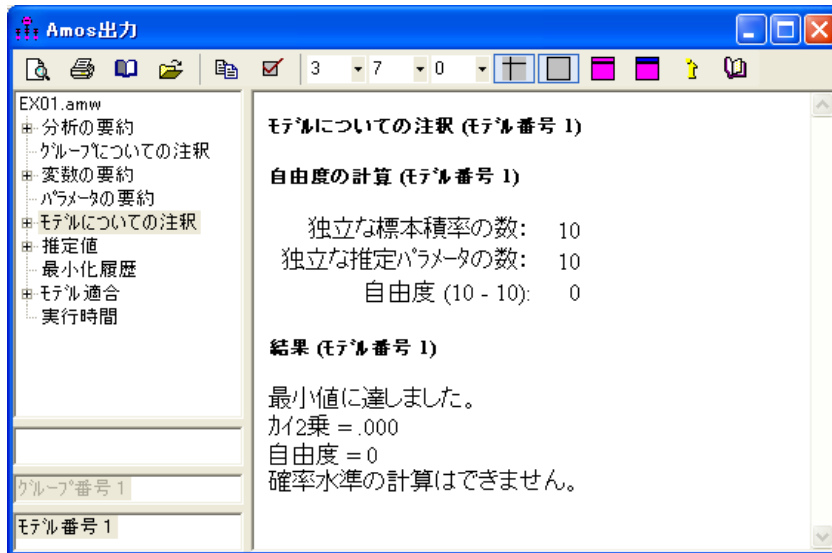 Amos出力
3 7 0
EX01.amw
分析の要約
ｸﾞﾙｰﾌﾟについての注釈
変数の要約
ﾊﾟﾗﾒｰﾀの要約
ﾓﾃﾞﾙについての注釈
推定値
最小化履歴
ﾓﾃﾞﾙ適合
実行時間
ｸﾞﾙｰﾌﾟ番号 1
ﾓﾃﾞﾙ番号 1
ﾓﾃﾞﾙについての注釈 (ﾓﾃﾞﾙ番号 1)
自由度の計算 (ﾓﾃﾞﾙ番号 1)
独立な標本積率の数: 10
独立な推定ﾊﾟﾗﾒｰﾀの数: 10
自由度 (10 - 10): 0
結果 (ﾓﾃﾞﾙ番号 1)
最小値に達しました。
ｶｲ2乗 = .000
自由度 = 0
確率水準の計算はできません。